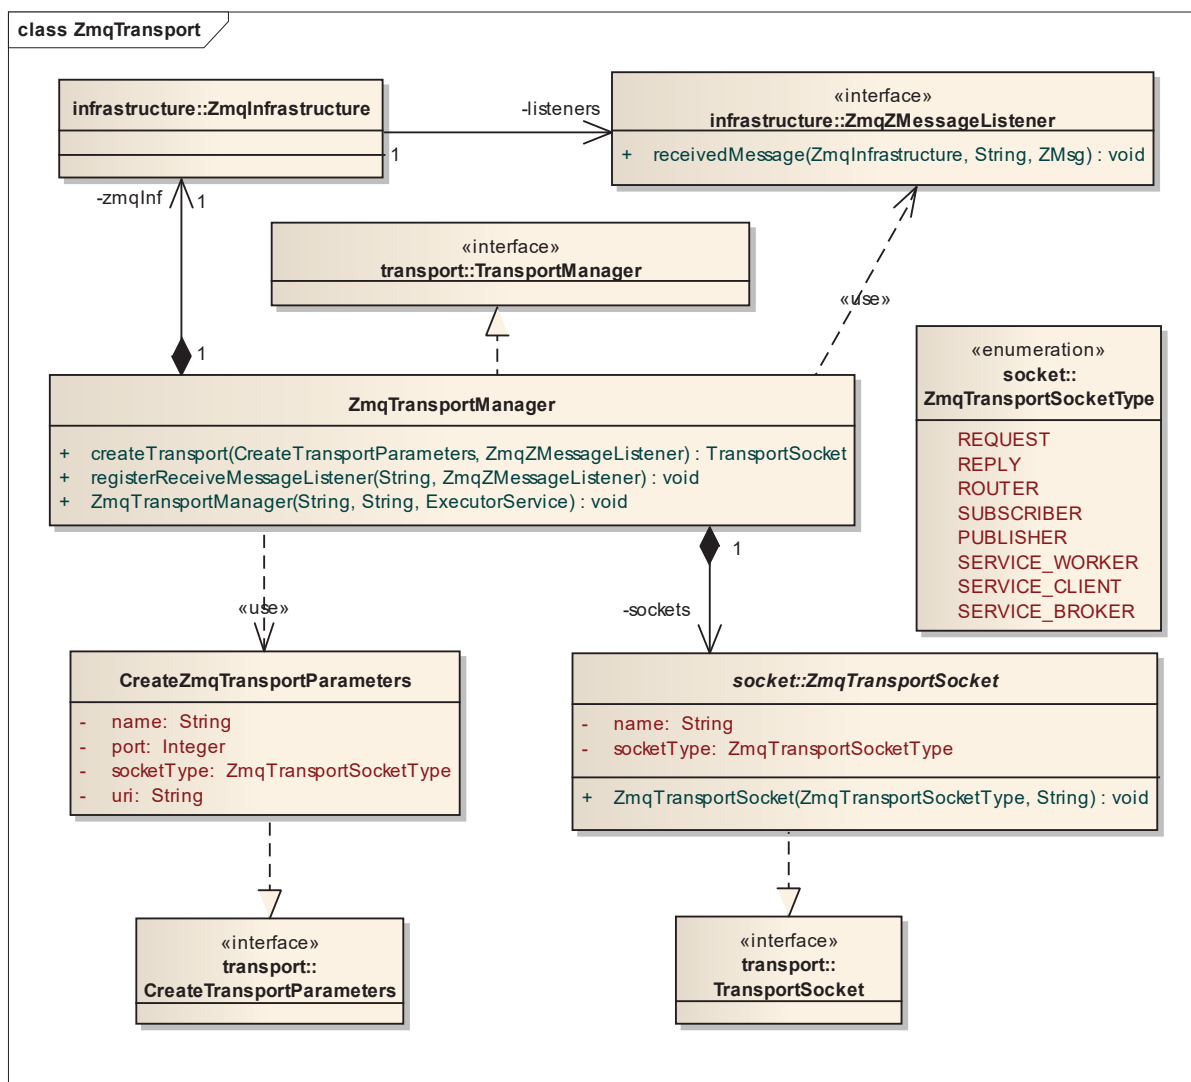 class ZmqTransport
infrastructure::ZmqInfrastructure
-listeners
1
«interface»
infrastructure::ZmqZMessageListener
+ receivedMessage(ZmqInfrastructure, String, ZMsg) : void
-zmqInf
1
«interface»
transport::TransportManager
«use»
1
ZmqTransportManager
+ createTransport(CreateTransportParameters, ZmqZMessageListener) : TransportSocket
+ registerReceiveMessageListener(String, ZmqZMessageListener) : void
+ ZmqTransportManager(String, String, ExecutorService) : void
«enumeration»
socket::
ZmqTransportSocketType
REQUEST
REPLY
ROUTER
SUBSCRIBER
PUBLISHER
SERVICE_WORKER
SERVICE_CLIENT
SERVICE_BROKER
«use»
1
-sockets
CreateZmqTransportParameters
- name: String
- port: Integer
- socketType: ZmqTransportSocketType
- uri: String
socket::ZmqTransportSocket
- name: String
- socketType: ZmqTransportSocketType
+ ZmqTransportSocket(ZmqTransportSocketType, String) : void
«interface»
transport::
CreateTransportParameters
«interface»
transport::
TransportSocket